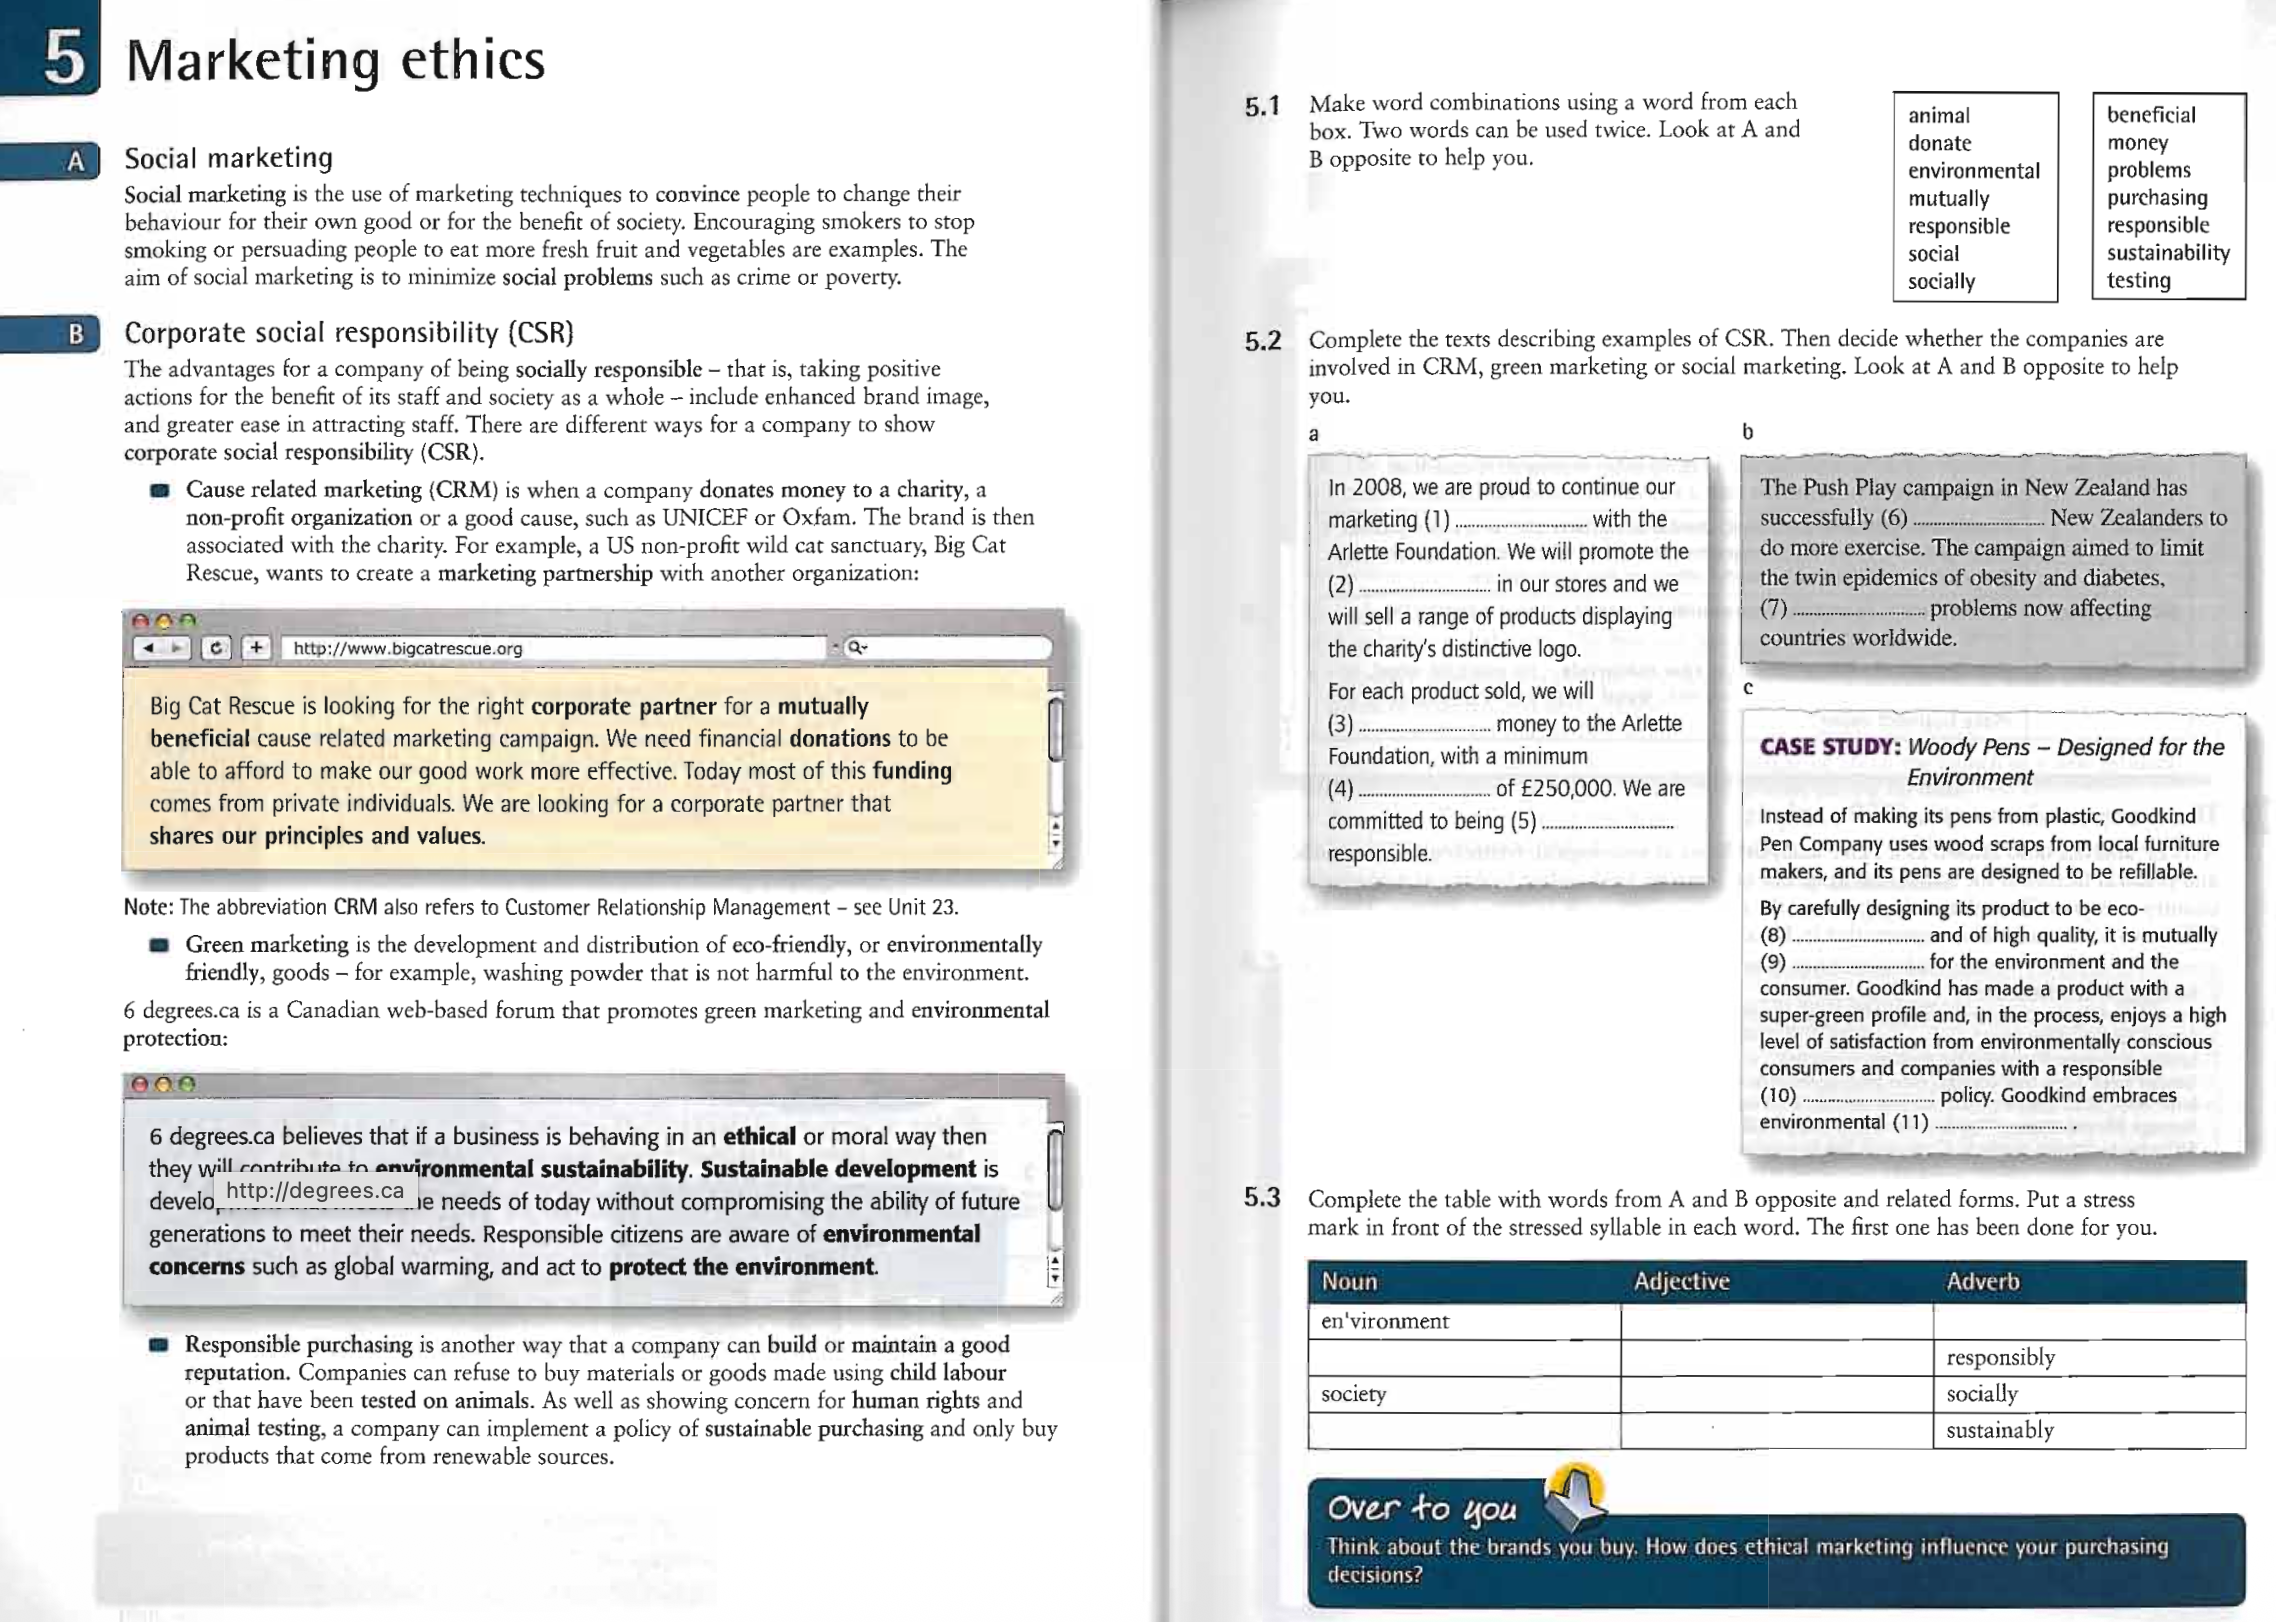 5 Marketing ethics
A Social marketing
Social marketing is the use of marketing techniques to convince people to change their
behaviour for their own good or for the benefit of society. Encouraging smokers to stop
smoking or persuading people to eat more fresh fruit and vegetables are examples. The
aim of social marketing is to minimize social problems such as crime or poverty.
B Corporate social responsibility (CSR)
The advantages for a company of being socially responsible – that is, taking positive
actions for the benefit of its staff and society as a whole – include enhanced brand image,
and greater ease in attracting staff. There are different ways for a company to show
corporate social responsibility (CSR).
Cause related marketing (CRM) is when a company donates money to a charity, a
non-profit organization or a good cause, such as UNICEF or Oxfam. The brand is then
associated with the charity. For example, a US non-profit wild cat sanctuary, Big Cat
Rescue, wants to create a marketing partnership with another organization:
http://www.bigcatrescue.org
Big Cat Rescue is looking for the right corporate partner for a mutually
beneficial cause related marketing campaign. We need financial donations to be
able to afford to make our good work more effective. Today most of this funding
comes from private individuals. We are looking for a corporate partner that
shares our principles and values.
Note: The abbreviation CRM also refers to Customer Relationship Management – see Unit 23.
Green marketing is the development and distribution of eco-friendly, or environmentally
friendly, goods – for example, washing powder that is not harmful to the environment.
6 degrees.ca is a Canadian web-based forum that promotes green marketing and environmental
protection:
6 degrees.ca believes that if a business is behaving in an ethical or moral way then
they will contribute to environmental sustainability. Sustainable development is
http://degrees.ca
needs of today without compromising the ability of future
generations to meet their needs. Responsible citizens are aware of environmental
concerns such as global warming, and act to protect the environment.
Responsible purchasing is another way that a company can build or maintain a good
reputation. Companies can refuse to buy materials or goods made using child labour
or that have been tested on animals. As well as showing concern for human rights and
animal testing, a company can implement a policy of sustainable purchasing and only buy
products that come from renewable sources.
5.1 Make word combinations using a word from each
box. Two words can be used twice. Look at A and
B opposite to help you.
animal
donate
environmental
mutually
responsible
social
socially
beneficial
money
problems
purchasing
responsible
sustainability
testing
5.2 Complete the texts describing examples of CSR. Then decide whether the companies are
involved in CRM, green marketing or social marketing. Look at A and B opposite to help
you.
a
In 2008, we are proud to continue our
marketing (1) .............................. with the
Arlette Foundation. We will promote the
(2) .............................. in our stores and we
will sell a range of products displaying
the charity's distinctive logo.
For each product sold, we will
(3) .............................. money to the Arlette
Foundation, with a minimum
(4) .............................. of £250,000. We are
committed to being (5) ..............................
responsible.
b
The Push Play campaign in New Zealand has
successfully (6) .............................. New Zealanders to
do more exercise. The campaign aimed to limit
the twin epidemics of obesity and diabetes,
(7) .............................. problems now affecting
countries worldwide.
c
CASE STUDY: Woody Pens – Designed for the
Environment
Instead of making its pens from plastic, Goodkind
Pen Company uses wood scraps from local furniture
makers, and its pens are designed to be refillable.
By carefully designing its product to be eco-
(8) .............................. and of high quality, it is mutually
(9) .............................. for the environment and the
consumer. Goodkind has made a product with a
super-green profile and, in the process, enjoys a high
level of satisfaction from environmentally conscious
consumers and companies with a responsible
(10) .............................. policy. Goodkind embraces
environmental (11) .............................. .
5.3 Complete the table with words from A and B opposite and related forms. Put a stress
mark in front of the stressed syllable in each word. The first one has been done for you.
Noun Adjective Adverb
en'vironment
responsibly
society socially
sustainably
Over to you
Think about the brands you buy. How does ethical marketing influence your purchasing
decisions?